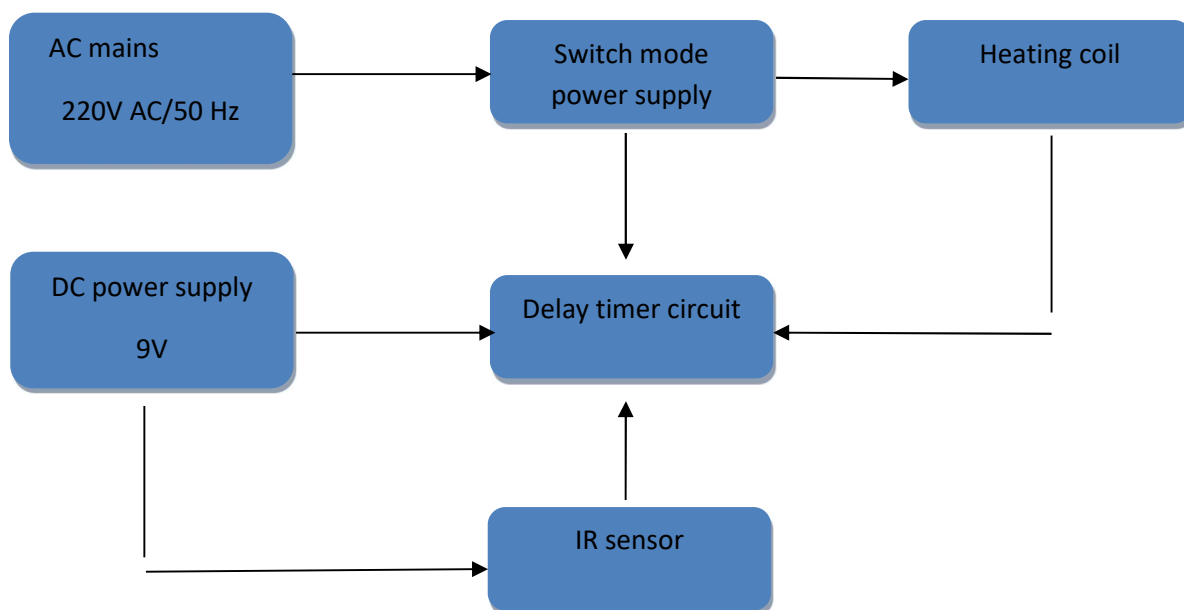 AC mains
220V AC/50 Hz
Switch mode
power supply
Heating coil
DC power supply
9V
Delay timer circuit
IR sensor